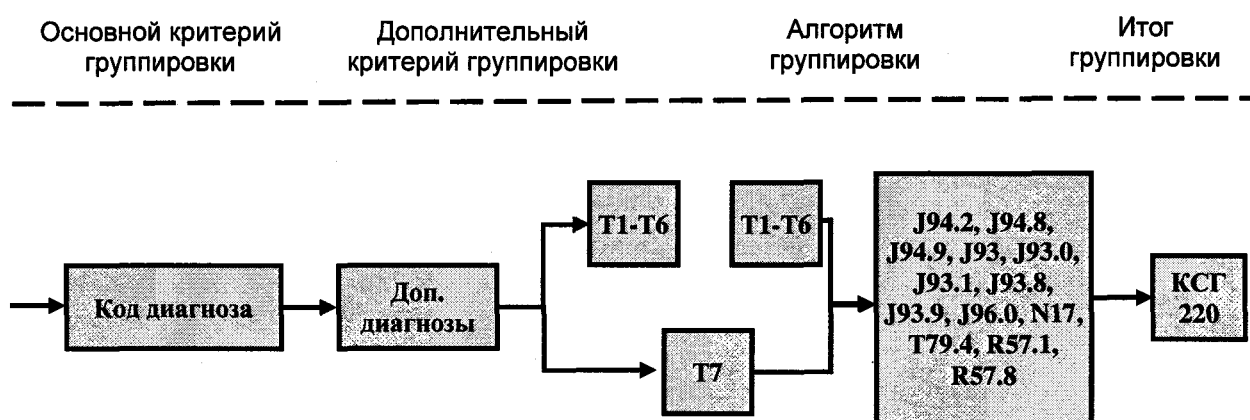 Основной критерий
группировки
Дополнительный
критерий группировки
Алгоритм
группировки
Итог
группировки
Код диагноза
Доп.
диагнозы
T1-T6
T7
T1-T6
J94.2, J94.8,
J94.9, J93, J93.0,
J93.1, J93.8,
J93.9, J96.0, N17,
T79.4, R57.1,
R57.8
КСГ
220